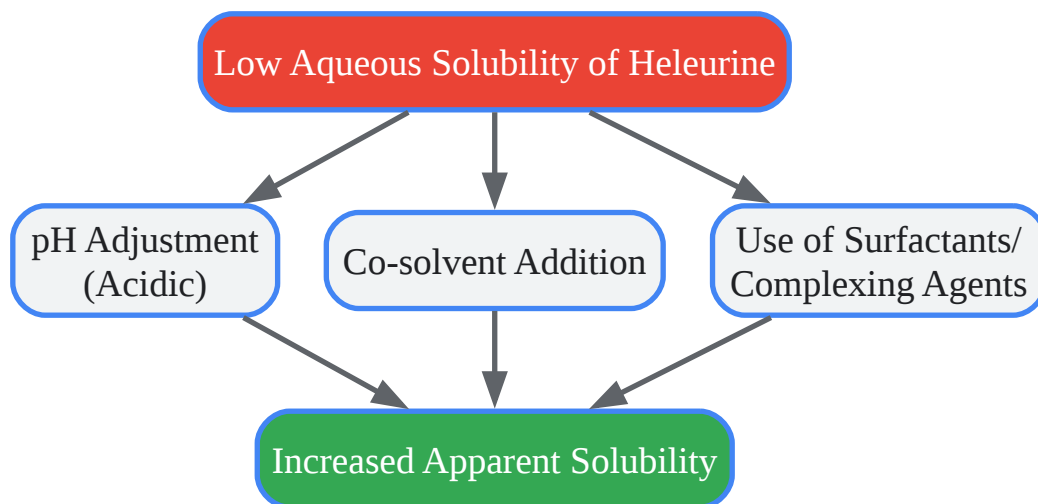 Low Aqueous Solubility of Heleurine
pH Adjustment
(Acidic)
Co-solvent Addition
Use of Surfactants/
Complexing Agents
Increased Apparent Solubility